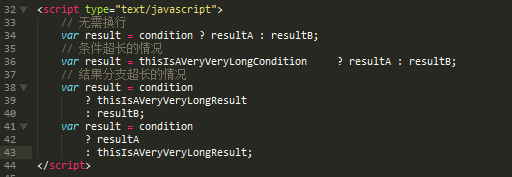 32 <script type="text/javascript">
33     // 无需换行
34     var result = condition ? resultA : resultB;
35     // 条件超长的情况
36     var result = thisIsAVeryVeryLongCondition     ? resultA : resultB;
37     // 结果分支超长的情况
38     var result = condition
39         ? thisIsAVeryVeryLongResult
40         : resultB;
41     var result = condition
42         ? resultA
43         : thisIsAVeryVeryLongResult;
44 </script>